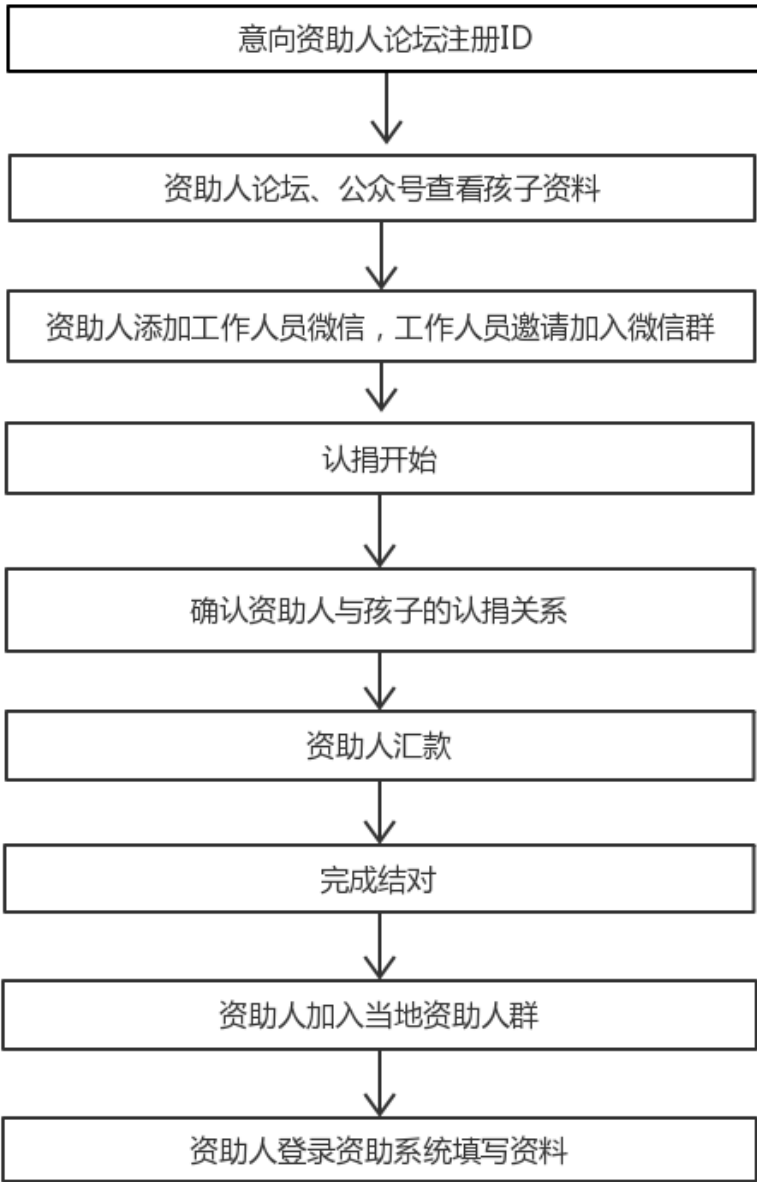 意向资助人论坛注册ID
资助人论坛、公众号查看孩子资料
资助人添加工作人员微信，工作人员邀请加入微信群
认捐开始
确认资助人与孩子的认捐关系
资助人汇款
完成结对
资助人加入当地资助人群
资助人登录资助系统填写资料